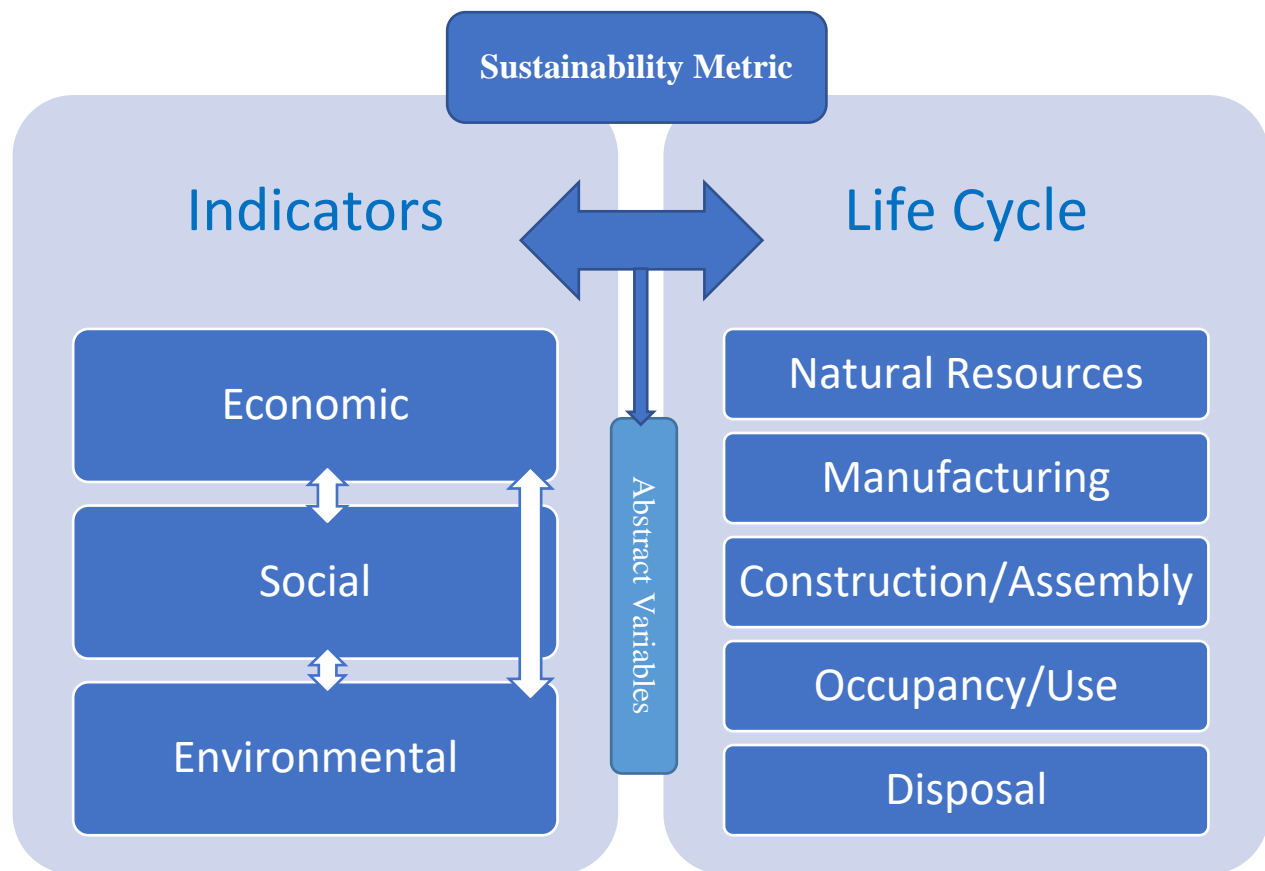 Sustainability Metric
Indicators
Economic
Social
Environmental
Abstract Variables
Life Cycle
Natural Resources
Manufacturing
Construction/Assembly
Occupancy/Use
Disposal